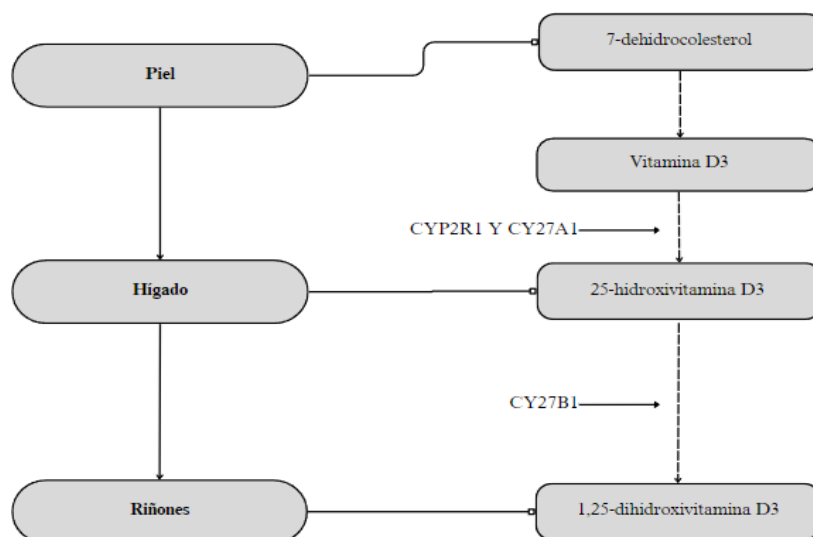 7-dehidrocolesterol
Piel
Vitamina D3
CYP2R1 Y CY27A1
Hígado
25-hidroxivitamina D3
CY27B1
Riñones
1,25-dihidroxivitamina D3